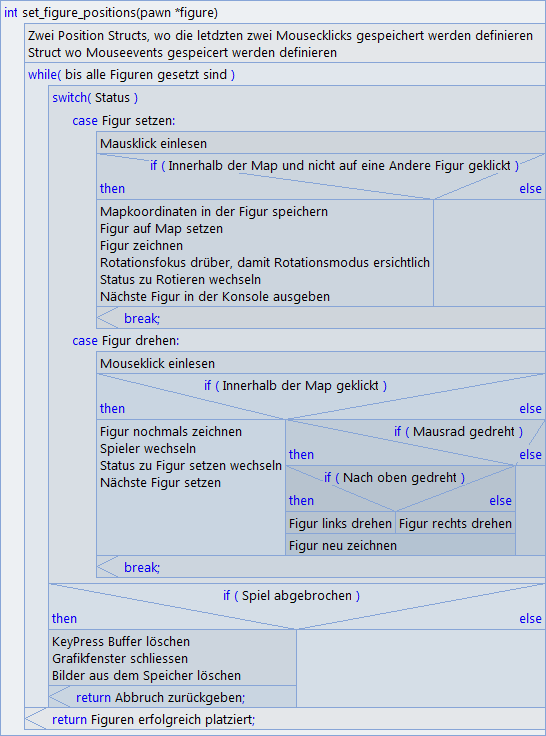 int set_figure_positions(pawn *figure)
Zwei Position Structs, wo die letdzten zwei Mousecklicks gespeichert werden definieren
Struct wo Mouseevents gespeicert werden definieren
while( bis alle Figuren gesetzt sind )
switch( Status )
case Figur setzen:
Mausklick einlesen
if ( Innerhalb der Map und nicht auf eine Andere Figur geklickt )
then else
Mapkoordinaten in der Figur speichern
Figur auf Map setzen
Figur zeichnen
Rotationsfokus drüber, damit Rotationsmodus ersichtlich
Status zu Rotieren wechseln
Nächste Figur in der Konsole ausgeben
break;
case Figur drehen:
Mouseklick einlesen
if ( Innerhalb der Map geklickt )
then else
Figur nochmals zeichnen
Spieler wechseln
Status zu Figur setzen wechseln
Nächste Figur setzen
if ( Mausrad gedreht )
then else
if ( Nach oben gedreht )
then else
Figur links drehen Figur rechts drehen
Figur neu zeichnen
break;
if ( Spiel abgebrochen )
then else
KeyPress Buffer löschen
Grafikfenster schliessen
Bilder aus dem Speicher löschen
return Abbruch zurückgeben;
return Figuren erfolgreich platziert;